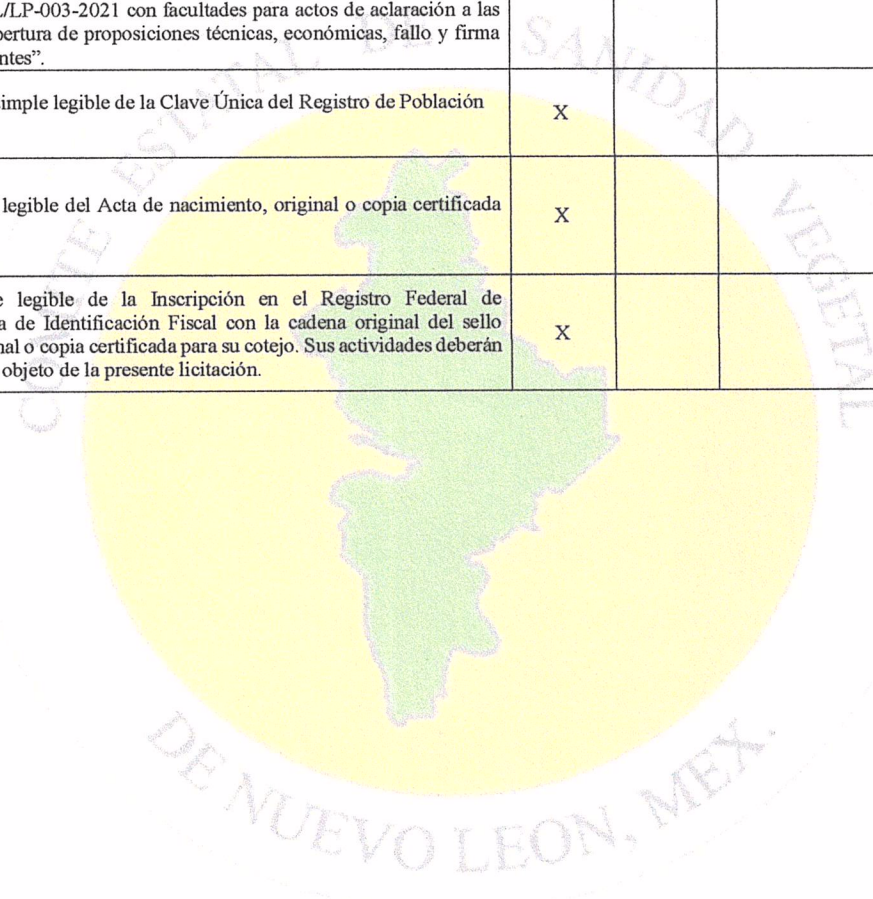 /LP-003-2021 con facultades para actos de aclaración a las
ertura de proposiciones técnicas, económicas, fallo y firma
ntes”.
imple legible de la Clave Única del Registro de Población
X
legible del Acta de nacimiento, original o copia certificada
X
e legible de la Inscripción en el Registro Federal de
a de Identificación Fiscal con la cadena original del sello
nal o copia certificada para su cotejo. Sus actividades deberán
objeto de la presente licitación.
X
COMITE ESTATAL DE SANIDAD VEGETAL
DE NUEVO LEON, MEX.